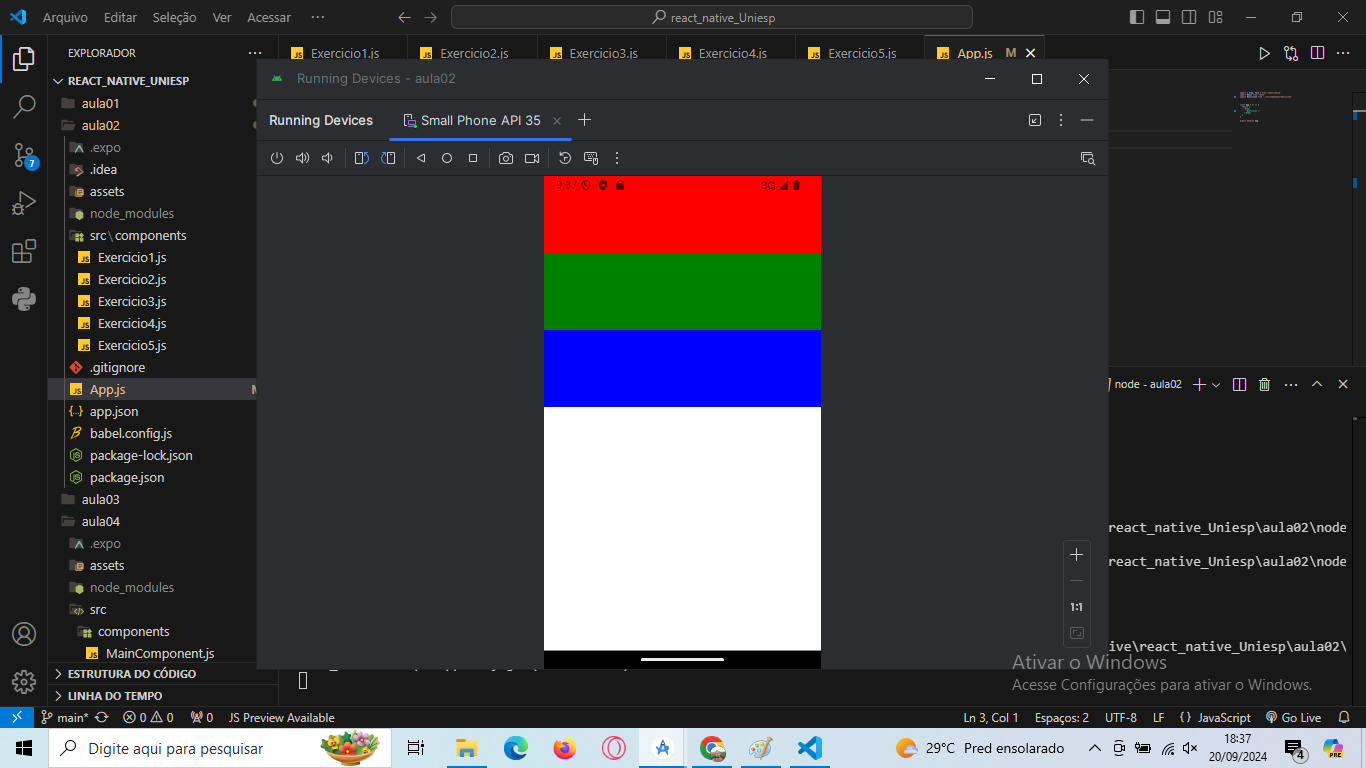 Arquivo Editar Seleção Ver Acessar ···
react_native_Uniesp
EXPLORADOR
Exercicio1.js
Exercicio2.js
Exercicio3.js
Exercicio4.js
Exercicio5.js
App.js M
REACT_NATIVE_UNIESP
aula01
aula02
.expo
.idea
assets
node_modules
src\components
Exercicio1.js
Exercicio2.js
Exercicio3.js
Exercicio4.js
Exercicio5.js
.gitignore
App.js
app.json
babel.config.js
package-lock.json
package.json
aula03
aula04
.expo
assets
node_modules
src
components
MainComponent.js
ESTRUTURA DO CÓDIGO
LINHA DO TEMPO
Running Devices - aula02
Running Devices
Small Phone API 35
9:37
3G
1:1
node - aula02
react_native_Uniesp\aula02\node
react_native_Uniesp\aula02\node
ive\react_native_Uniesp\aula02\
Ativar o Windows
Acesse Configurações para ativar o Windows.
7
main*
0 0
0
JS Preview Available
Ln 3, Col 1
Espaços: 2
UTF-8
LF
{ } JavaScript
Go Live
Digite aqui para pesquisar
29°C Pred ensolarado
18:37
20/09/2024
4
PRE